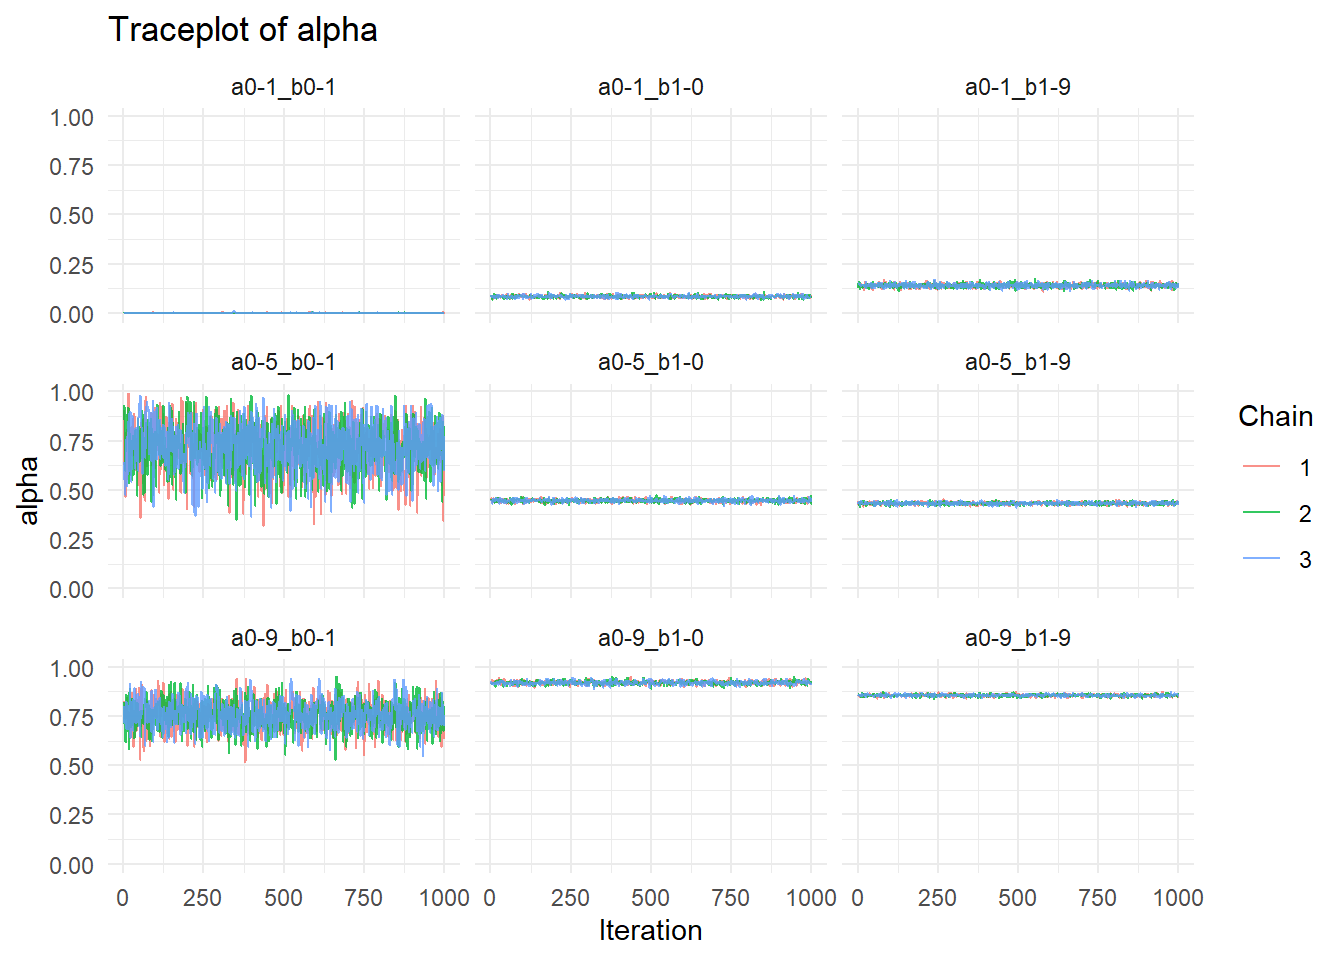 Traceplot of alpha
a0-1_b0-1 a0-1_b1-0 a0-1_b1-9
1.00
0.75
0.50
0.25
0.00
a0-5_b0-1 a0-5_b1-0 a0-5_b1-9
1.00
0.75
0.50
0.25
0.00
alpha
a0-9_b0-1 a0-9_b1-0 a0-9_b1-9
1.00
0.75
0.50
0.25
0.00
0 250 500 750 1000 0 250 500 750 1000 0 250 500 750 1000
Iteration
Chain
1
2
3